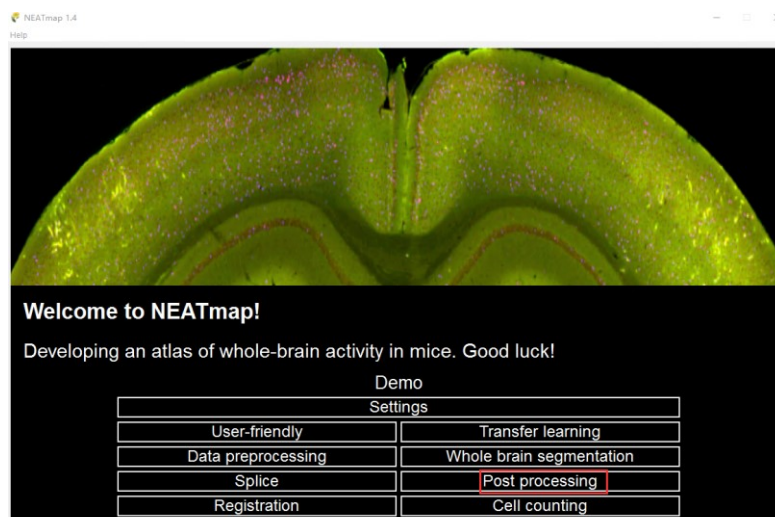 NEATmap 1.4
Help
Welcome to NEATmap!
Developing an atlas of whole-brain activity in mice. Good luck!
Demo
Settings
User-friendly
Transfer learning
Data preprocessing
Whole brain segmentation
Splice
Post processing
Registration
Cell counting